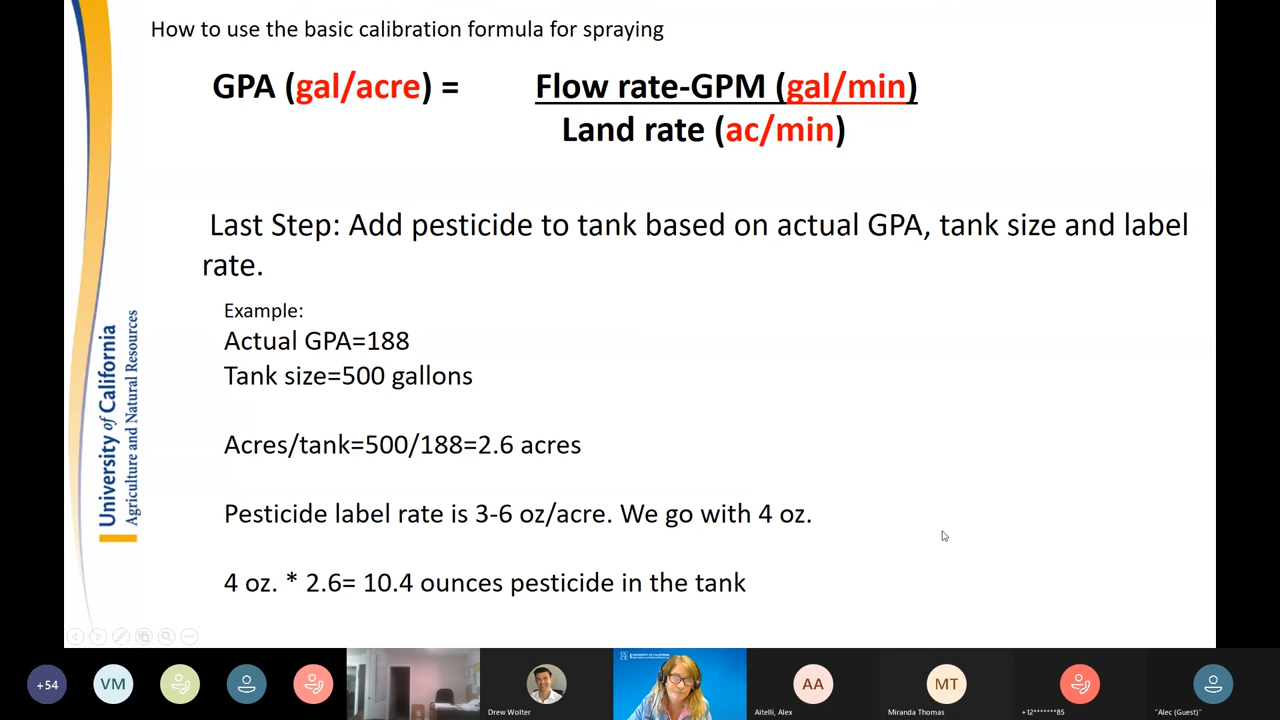 How to use the basic calibration formula for spraying
GPA (gal/acre) =
Flow rate-GPM (gal/min)
Land rate (ac/min)
Last Step: Add pesticide to tank based on actual GPA, tank size and label
rate.
Example:
Actual GPA=188
Tank size=500 gallons
Acres/tank=500/188=2.6 acres
Pesticide label rate is 3-6 oz/acre. We go with 4 oz.
4 oz. * 2.6= 10.4 ounces pesticide in the tank
University of California
Agriculture and Natural Resources
+54
VM
Drew Wolter
AA
Aitelli, Alex
MT
Miranda Thomas
+12*******85
"Alec (Guest)"